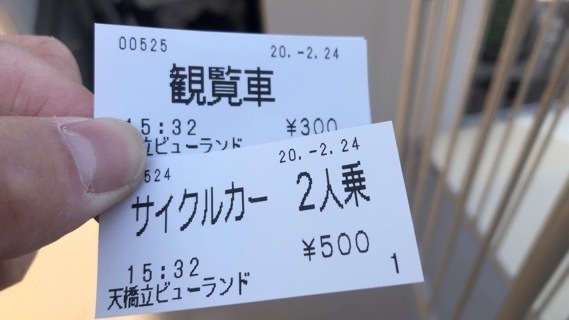 00525 20.-2.24
観覧車
15:32 ¥300
立ビューランド
524 20.-2.24
サイクルカー 2人乗
¥500
15:32 1
天橋立ビューランド